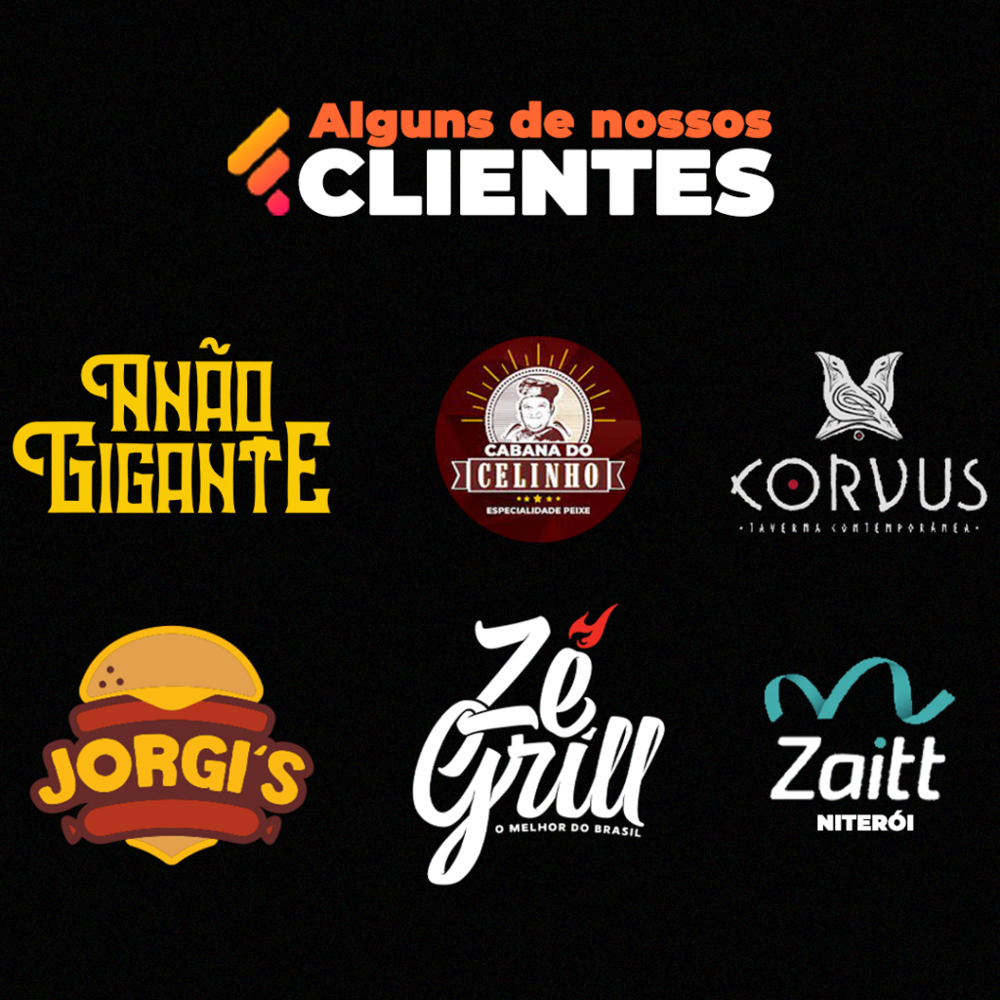 Alguns de nossos
CLIENTES
ANÃO
GIGANTE
CABANA DO
CELINHO
ESPECIALIDADE PEIXE
CORVUS
· TAVERNA CONTEMPORÂNEA ·
JORGI'S
Zé
Grill
O MELHOR DO BRASIL
Zaitt
NITERÓI